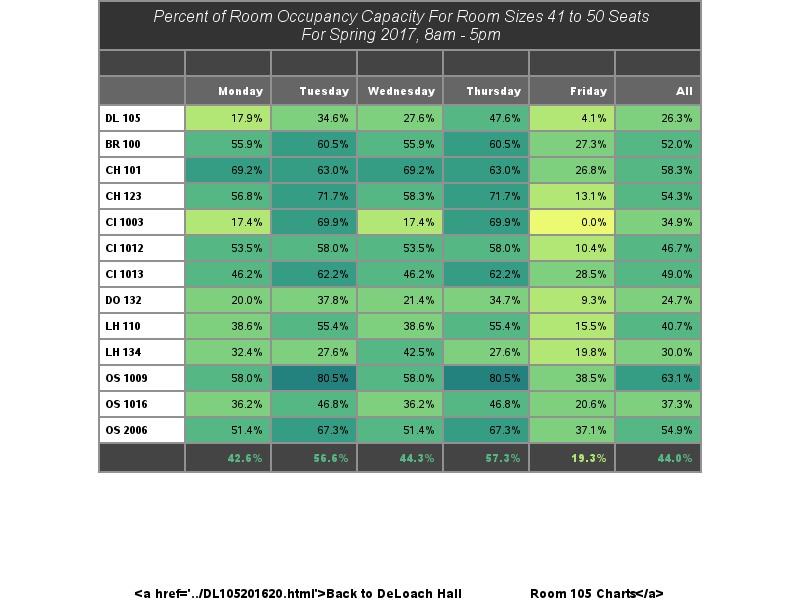 Percent of Room Occupancy Capacity For Room Sizes 41 to 50 Seats
For Spring 2017, 8am - 5pm
Monday Tuesday Wednesday Thursday Friday All
DL 105 17.9% 34.6% 27.6% 47.6% 4.1% 26.3%
BR 100 55.9% 60.5% 55.9% 60.5% 27.3% 52.0%
CH 101 69.2% 63.0% 69.2% 63.0% 26.8% 58.3%
CH 123 56.8% 71.7% 58.3% 71.7% 13.1% 54.3%
CI 1003 17.4% 69.9% 17.4% 69.9% 0.0% 34.9%
CI 1012 53.5% 58.0% 53.5% 58.0% 10.4% 46.7%
CI 1013 46.2% 62.2% 46.2% 62.2% 28.5% 49.0%
DO 132 20.0% 37.8% 21.4% 34.7% 9.3% 24.7%
LH 110 38.6% 55.4% 38.6% 55.4% 15.5% 40.7%
LH 134 32.4% 27.6% 42.5% 27.6% 19.8% 30.0%
OS 1009 58.0% 80.5% 58.0% 80.5% 38.5% 63.1%
OS 1016 36.2% 46.8% 36.2% 46.8% 20.6% 37.3%
OS 2006 51.4% 67.3% 51.4% 67.3% 37.1% 54.9%
42.6% 56.6% 44.3% 57.3% 19.3% 44.0%
<a href='../DL105201620.html'>Back to DeLoach Hall Room 105 Charts</a>